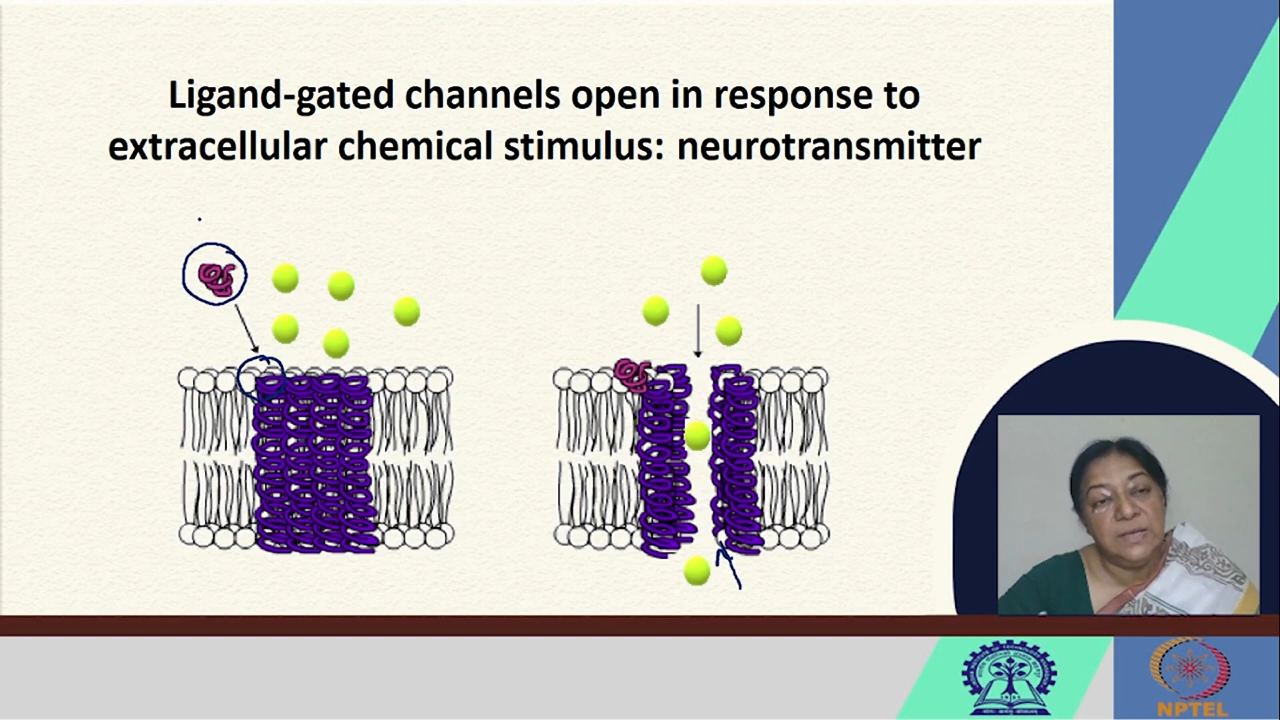 Ligand-gated channels open in response to
extracellular chemical stimulus: neurotransmitter
NPTEL